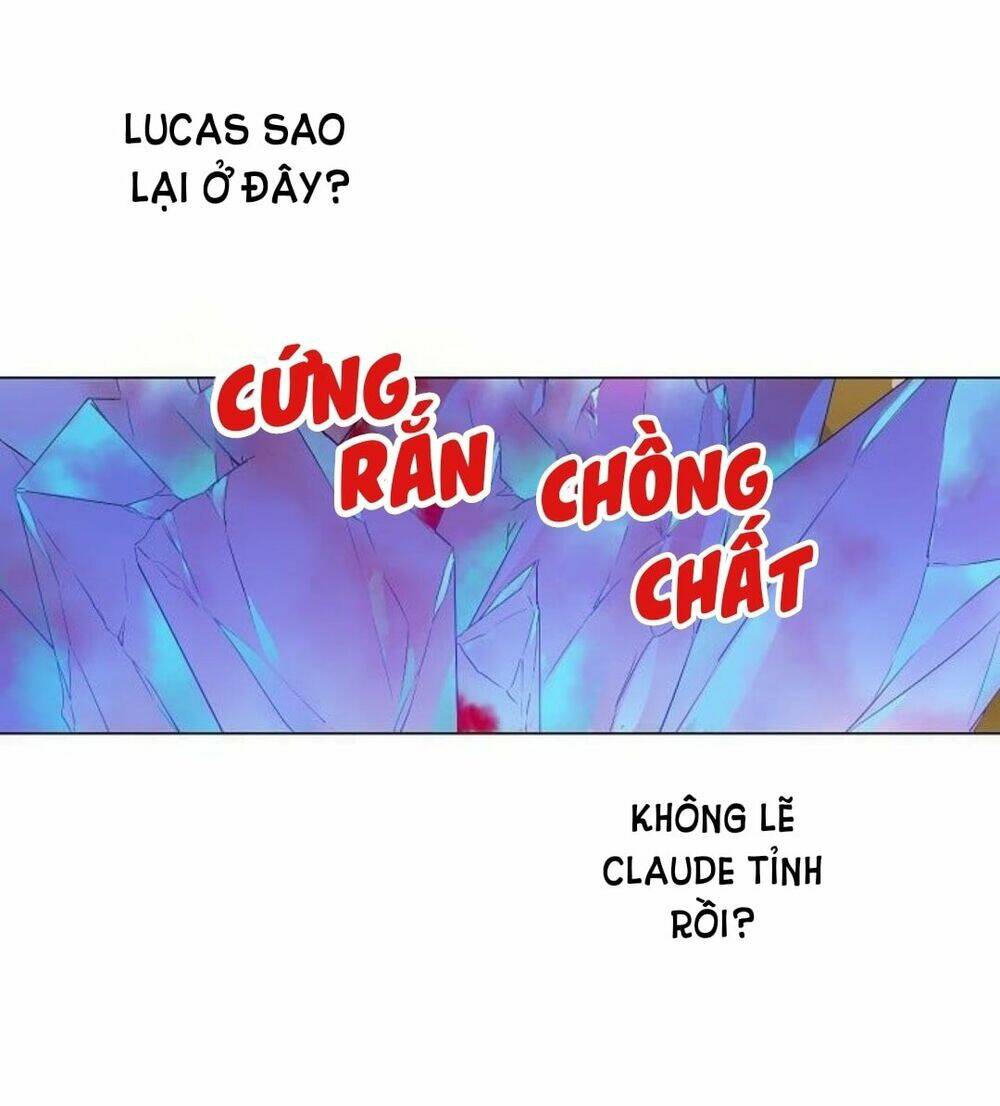 LUCAS SAO
LẠI Ở ĐÂY?
CỨNG
RẮN
CHỒNG
CHẤT
KHÔNG LẼ
CLAUDE TỈNH
RỒI?